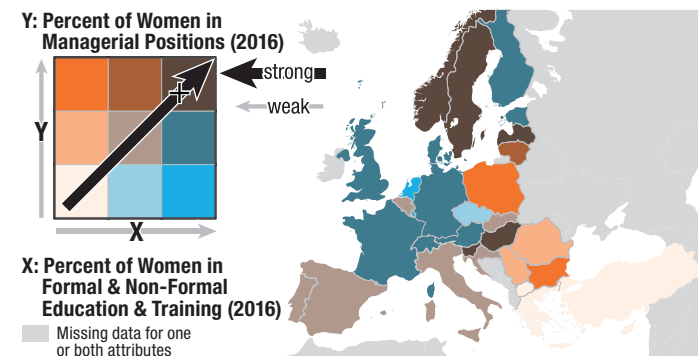 Y: Percent of Women in
Managerial Positions (2016)
strong
weak
Y
X
X: Percent of Women in
Formal & Non-Formal
Education & Training (2016)
Missing data for one
or both attributes